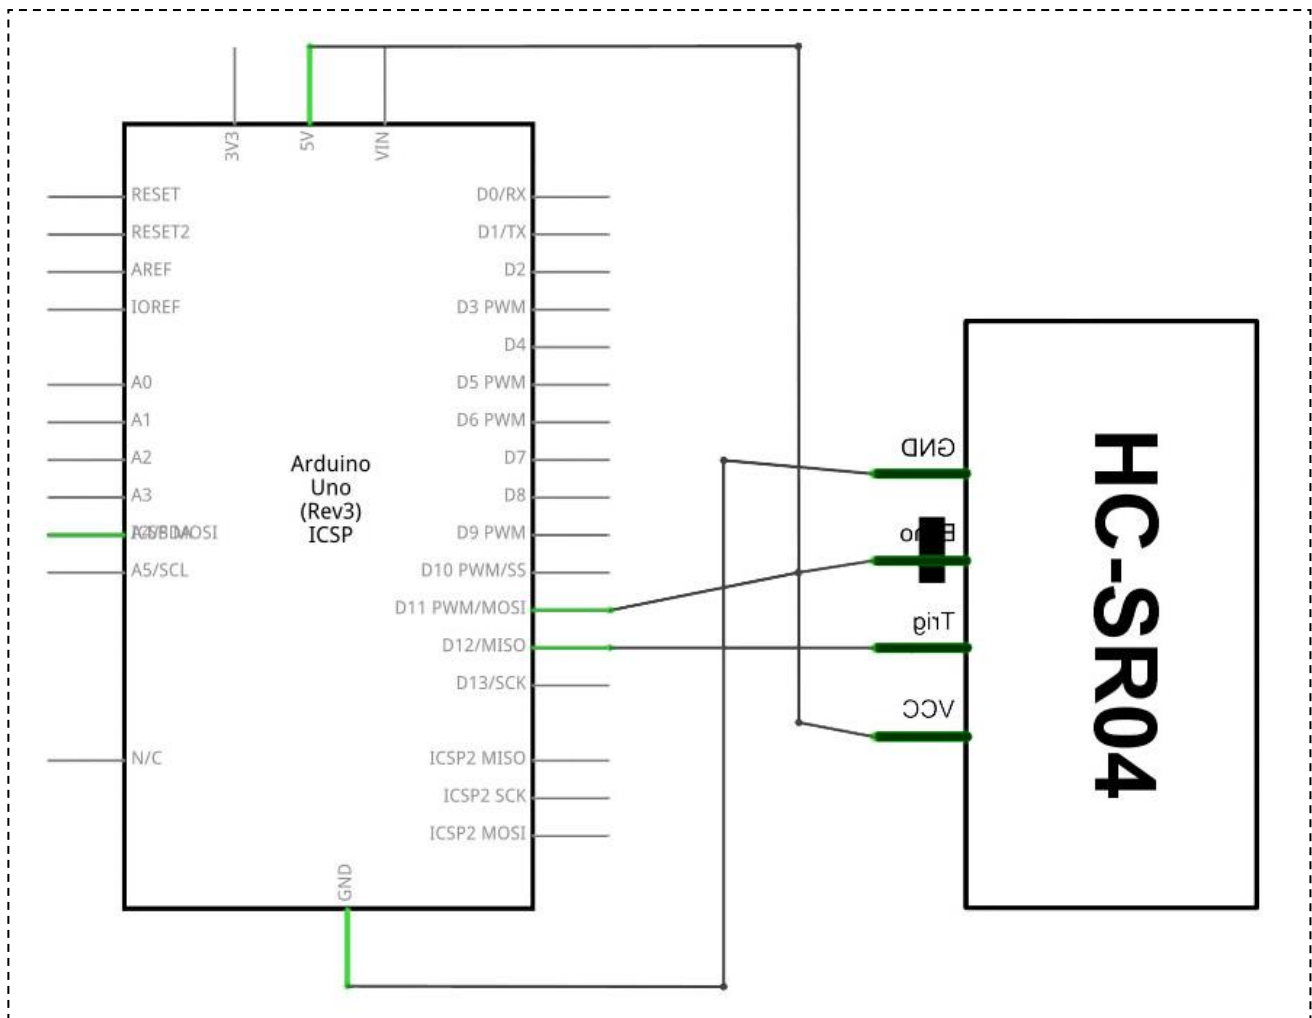 3V3
5V
VIN
RESET
RESET2
AREF
IOREF
A0
A1
A2
A3
A5/SCL
N/C
Arduino
Uno
(Rev3)
ICSP
D0/RX
D1/TX
D2
D3 PWM
D4
D5 PWM
D6 PWM
D7
D8
D9 PWM
D10 PWM/SS
D11 PWM/MOSI
D12/MISO
D13/SCK
ICSP2 MISO
ICSP2 SCK
ICSP2 MOSI
GND
GND
Trig
VCC
HC-SR04